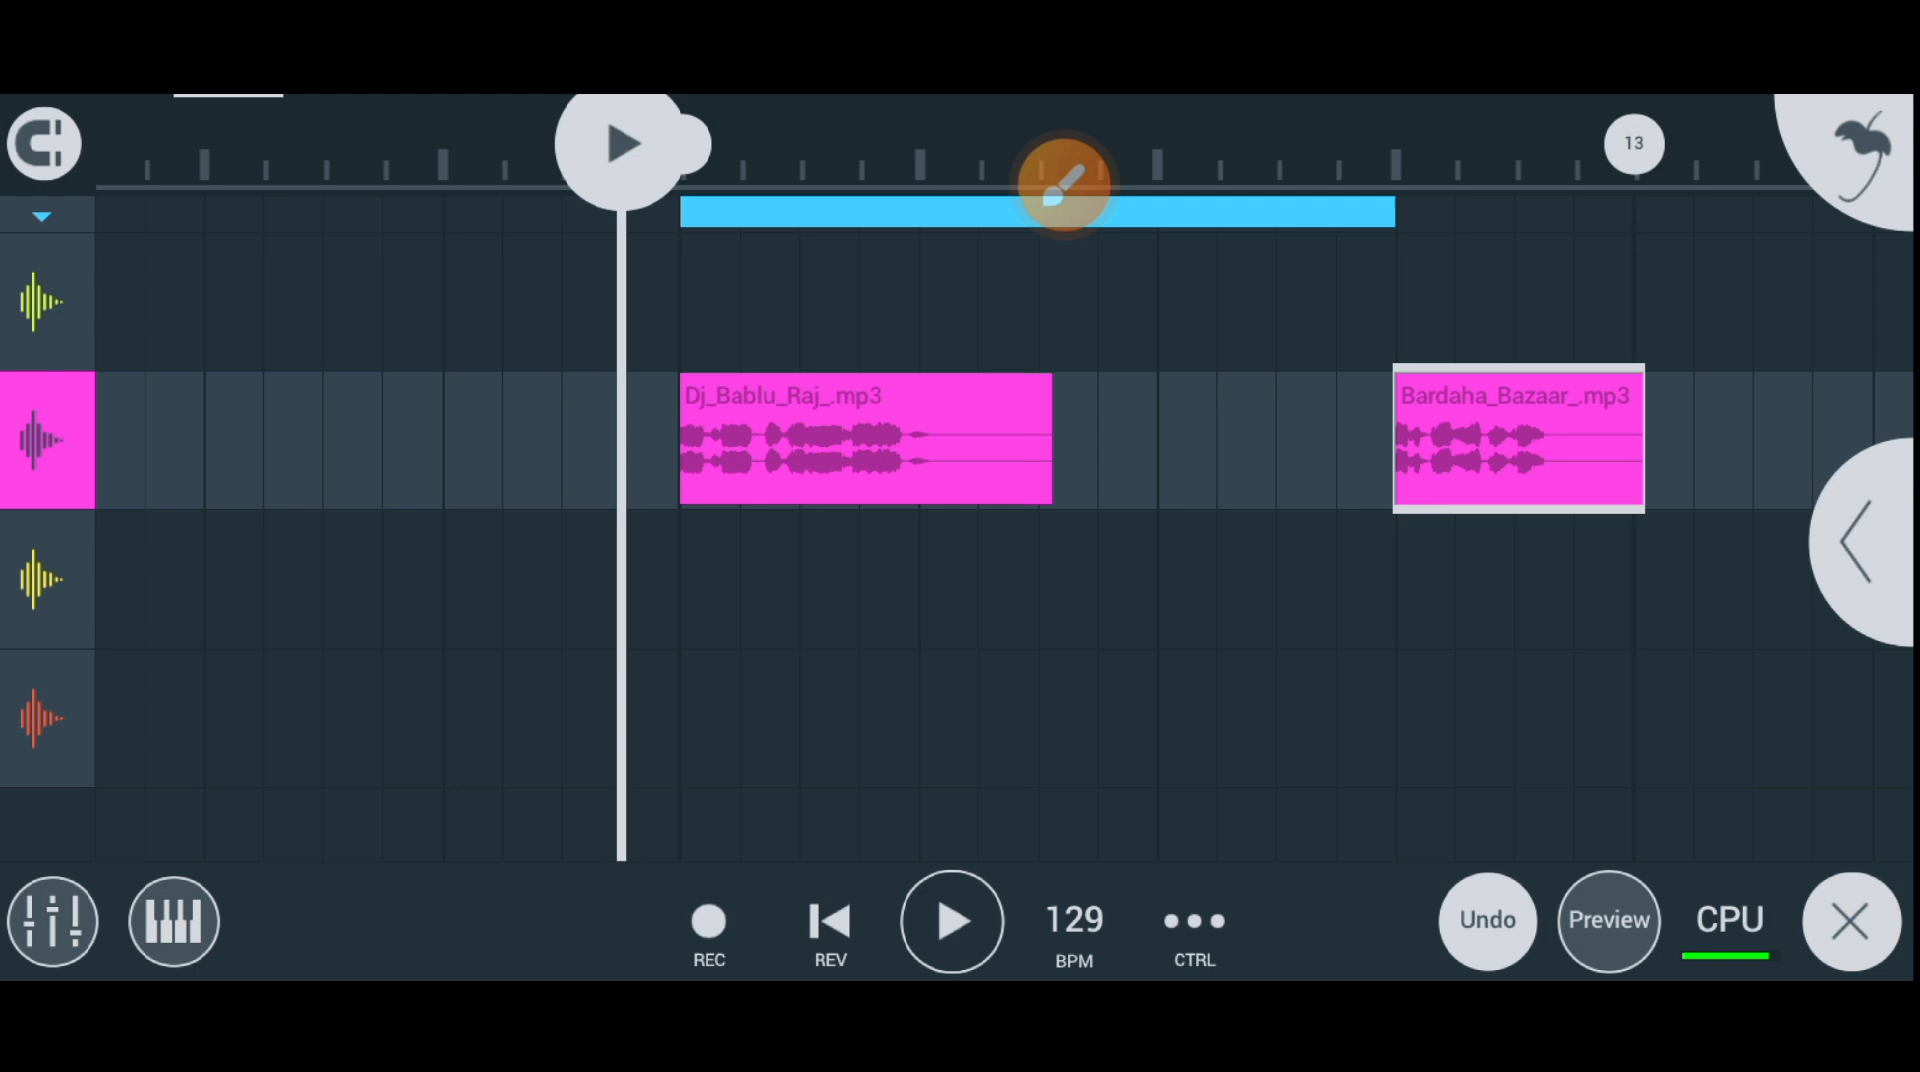 13
Dj_Bablu_Raj_.mp3
Bardaha_Bazaar_.mp3
REC
REV
129
BPM
CTRL
Undo
Preview
CPU